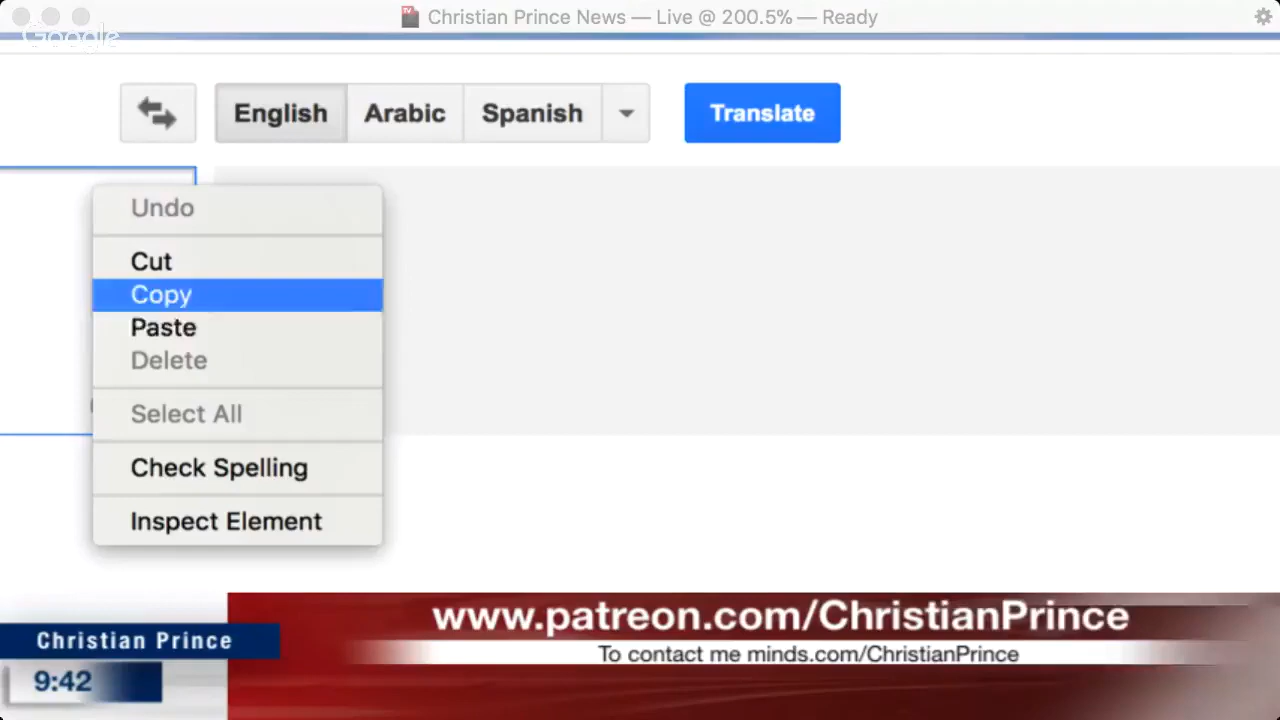 Christian Prince News — Live @ 200.5% — Ready
Google
English Arabic Spanish Translate
Undo
Cut
Copy
Paste
Delete
Select All
Check Spelling
Inspect Element
www.patreon.com/ChristianPrince
To contact me minds.com/ChristianPrince
Christian Prince
9:42